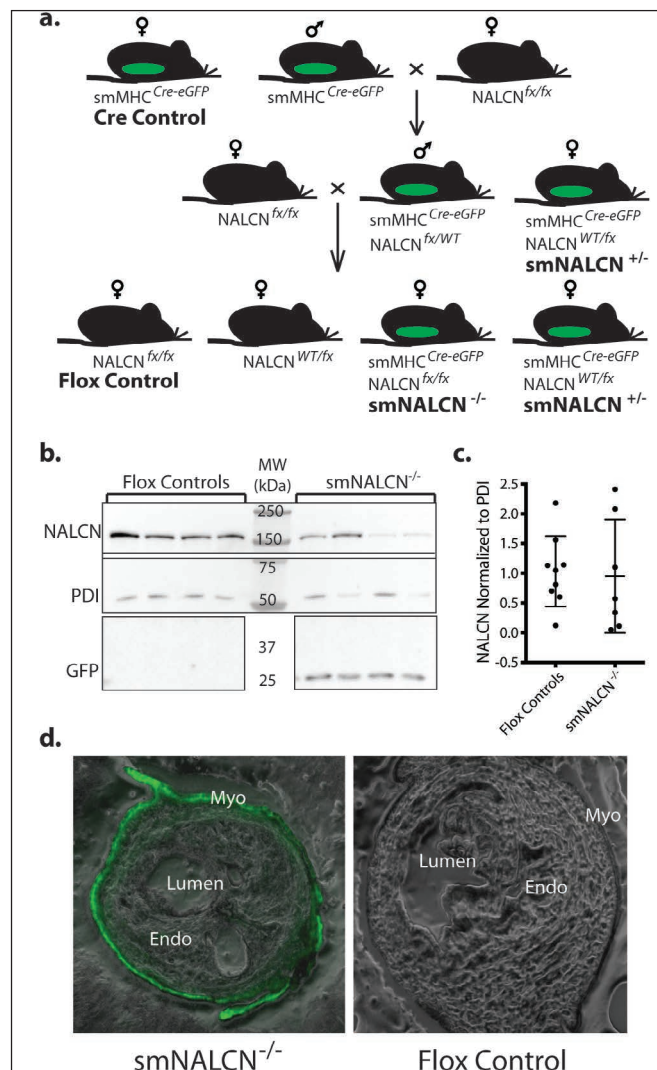 a.
♀ ♂ ♀
×
smMHC Cre-eGFP smMHC Cre-eGFP NALCN fx/fx
Cre Control
♀ ♂ ♀
×
NALCN fx/fx smMHC Cre-eGFP smMHC Cre-eGFP
NALCN fx/WT NALCN WT/fx
smNALCN +/-
♀ ♀ ♀ ♀
NALCN fx/fx NALCN WT/fx smMHC Cre-eGFP smMHC Cre-eGFP
Flox Control NALCN fx/fx NALCN WT/fx
smNALCN -/- smNALCN +/-
b.
Flox Controls MW (kDa) smNALCN-/-
250
NALCN 150
75
PDI 50
37
GFP 25
c.
NALCN Normalized to PDI
2.5
2.0
1.5
1.0
0.5
0.0
-0.5
Flox Controls
smNALCN-/-
d.
Myo
Lumen
Endo
Myo
Lumen
Endo
smNALCN-/- Flox Control